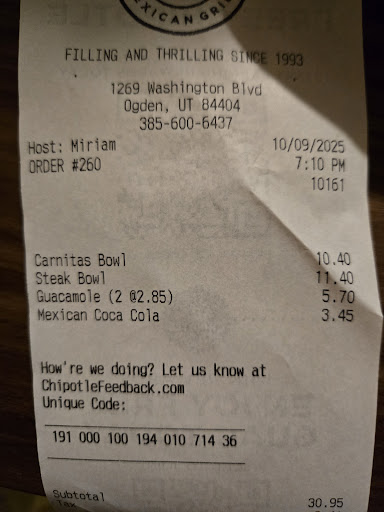 MEXICAN GRILL
FILLING AND THRILLING SINCE 1993
1269 Washington Blvd
Ogden, UT 84404
385-600-6437
Host: Miriam 10/09/2025
ORDER #260 7:10 PM
10161
Carnitas Bowl 10.40
Steak Bowl 11.40
Guacamole (2 @2.85) 5.70
Mexican Coca Cola 3.45
How're we doing? Let us know at
ChipotleFeedback.com
Unique Code:
191 000 100 194 010 714 36
Subtotal 30.95
Tax